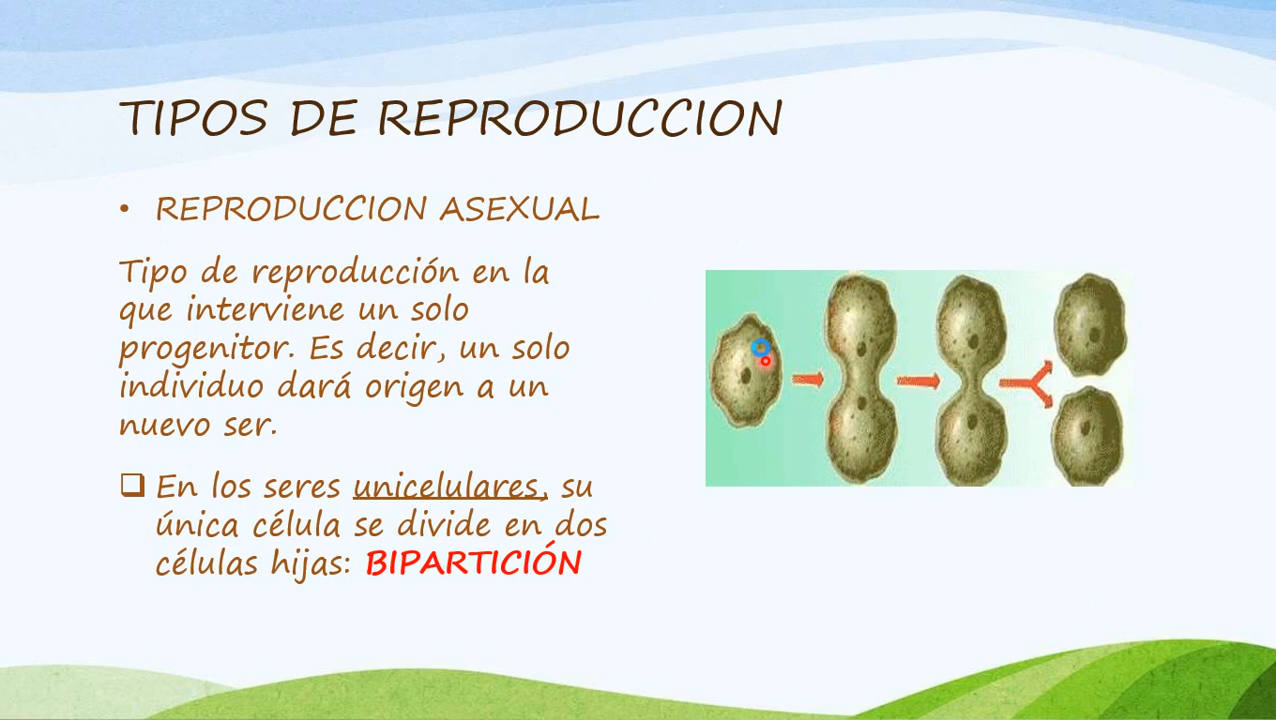 TIPOS DE REPRODUCCION
• REPRODUCCION ASEXUAL
Tipo de reproducción en la
que interviene un solo
progenitor. Es decir, un solo
individuo dará origen a un
nuevo ser.
❑ En los seres unicelulares, su
única célula se divide en dos
células hijas: BIPARTICIÓN